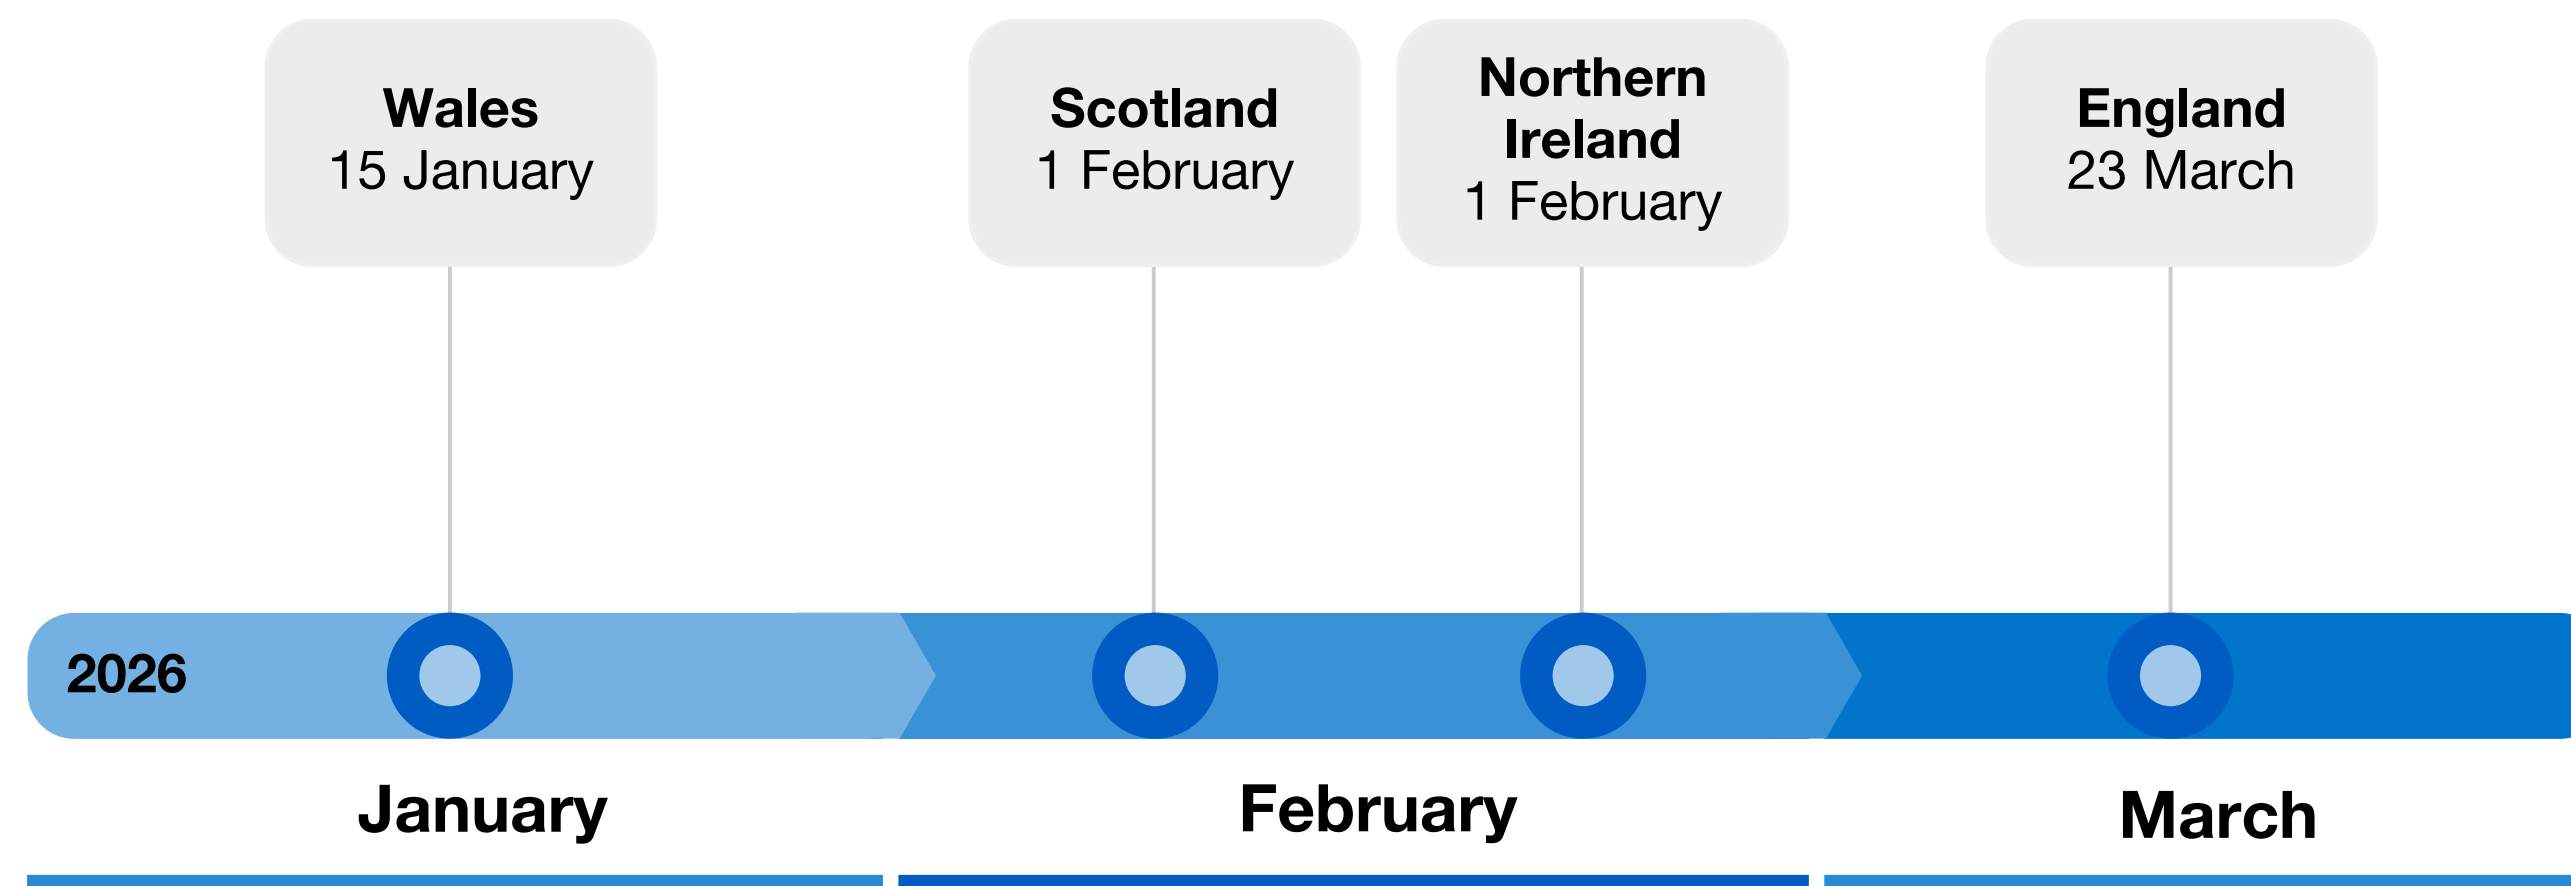 Wales
15 January
Scotland
1 February
Northern
Ireland
1 February
England
23 March
2026
January
February
March